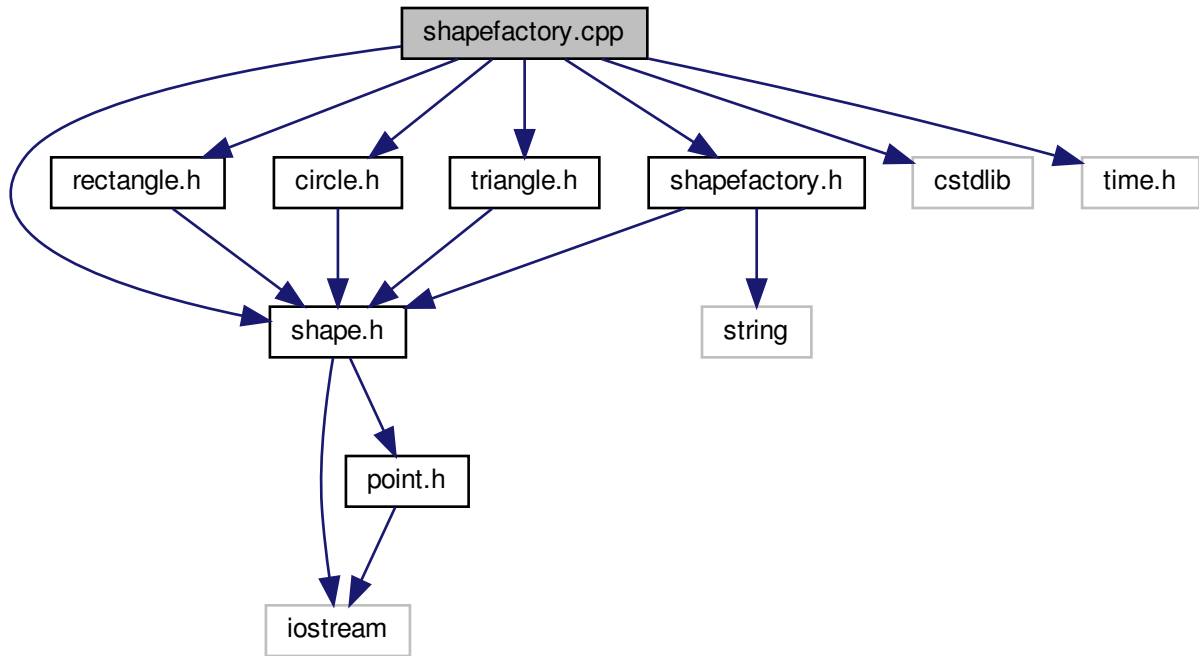 shapefactory.cpp
rectangle.h
circle.h
triangle.h
shapefactory.h
cstdlib
time.h
shape.h
string
point.h
iostream